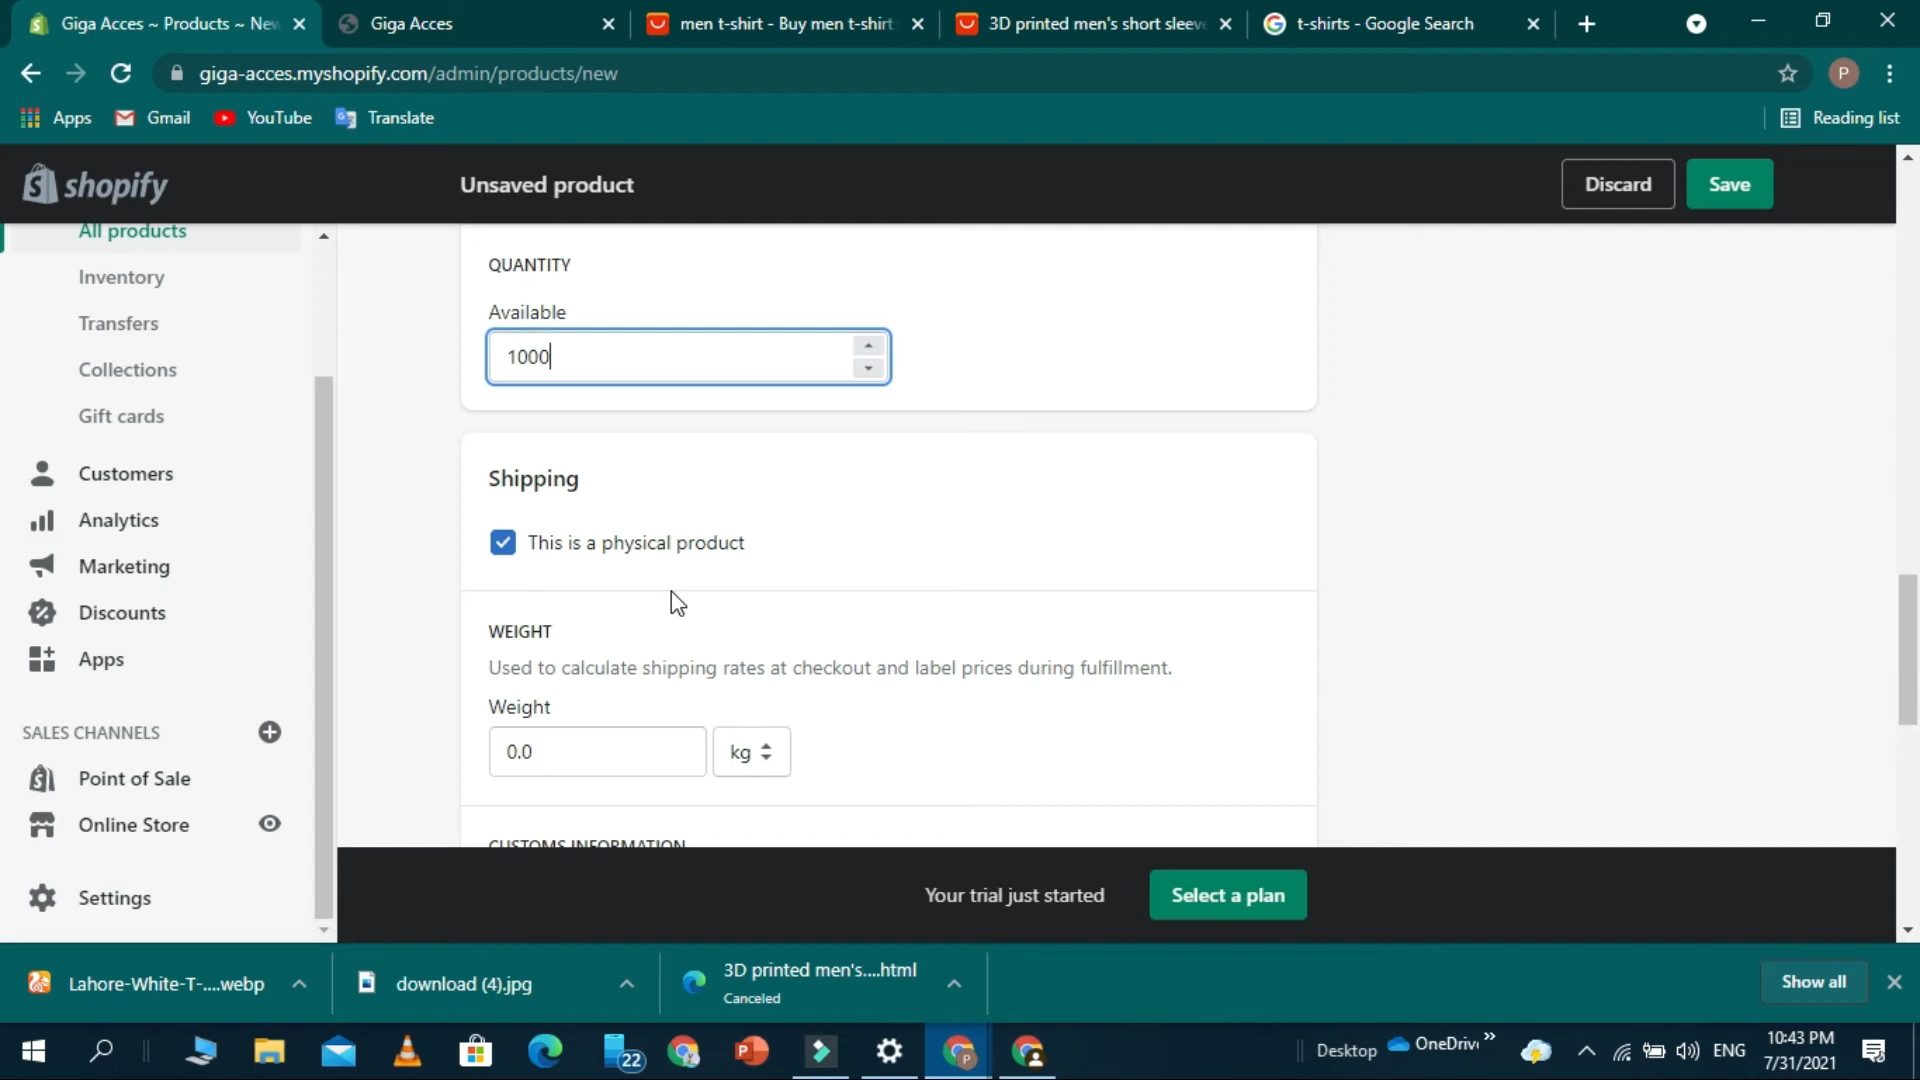 Giga Acces ~ Products ~ New
Giga Acces
men t-shirt - Buy men t-shirt
3D printed men's short sleeve
t-shirts - Google Search
giga-acces.myshopify.com/admin/products/new
P
Apps
Gmail
YouTube
Translate
Reading list
shopify
Unsaved product
Discard
Save
All products
Inventory
Transfers
Collections
Gift cards
Customers
Analytics
Marketing
Discounts
Apps
SALES CHANNELS
Point of Sale
Online Store
Settings
QUANTITY
Available
1000
Shipping
This is a physical product
WEIGHT
Used to calculate shipping rates at checkout and label prices during fulfillment.
Weight
0.0
kg
CUSTOMS INFORMATION
Your trial just started
Select a plan
Lahore-White-T-....webp
download (4).jpg
3D printed men's....html
Canceled
Show all
22
Desktop
OneDrive
ENG
10:43 PM
7/31/2021